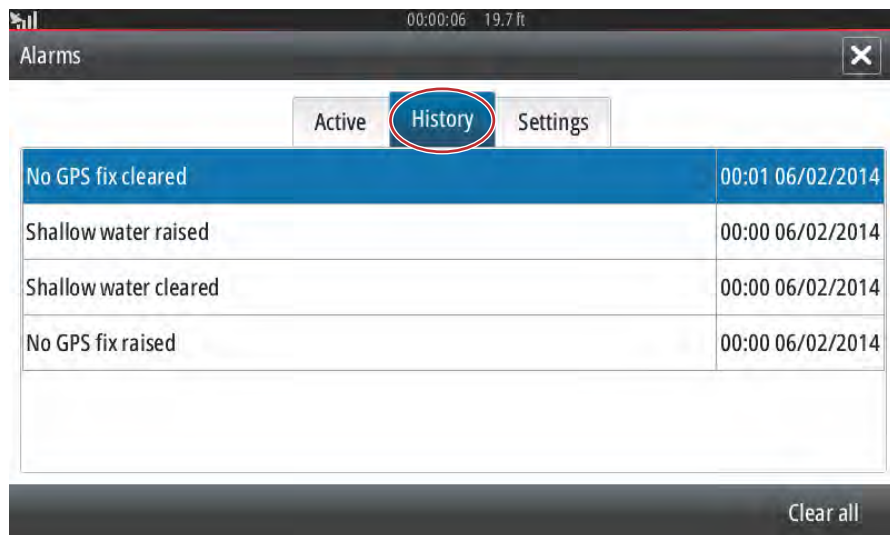 00:00:06 19.7 ft
Alarms
Active History Settings
No GPS fix cleared 00:01 06/02/2014
Shallow water raised 00:00 06/02/2014
Shallow water cleared 00:00 06/02/2014
No GPS fix raised 00:00 06/02/2014
Clear all